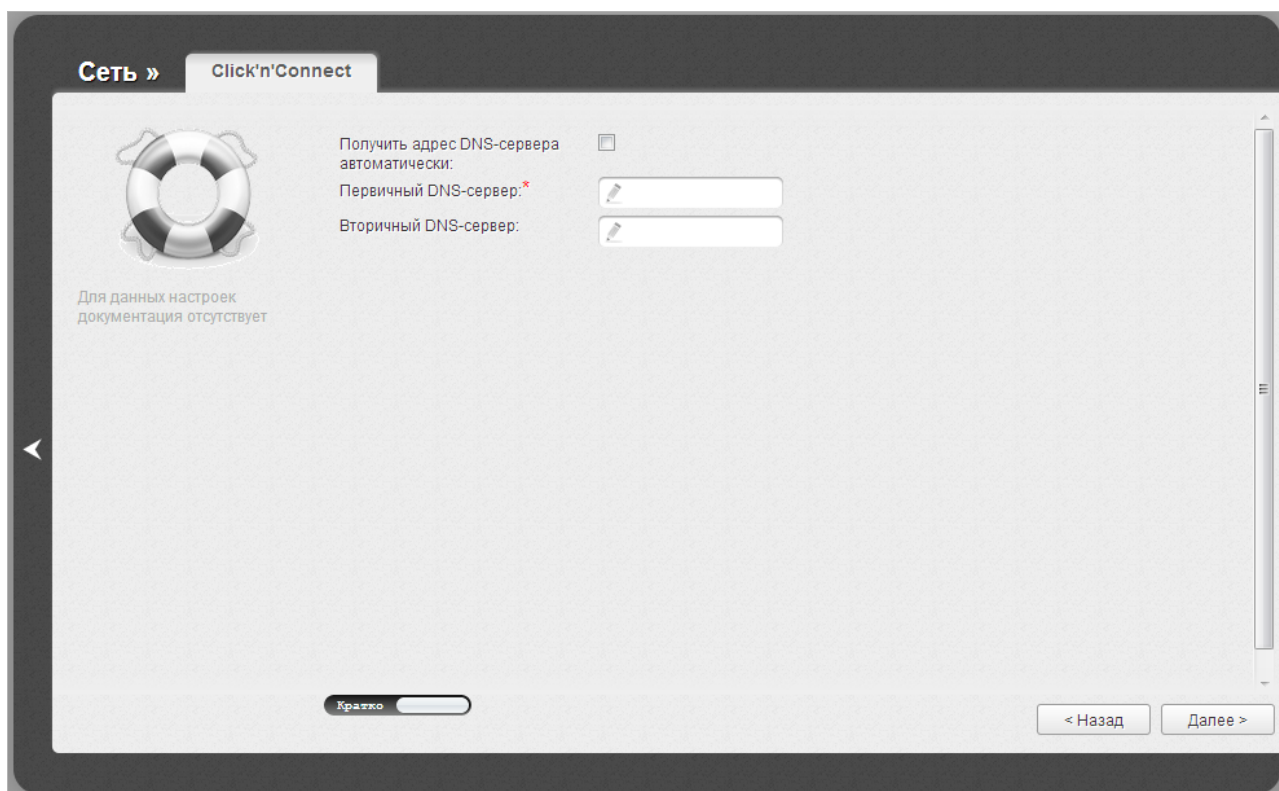 Сеть »
Click'n'Connect
Получить адрес DNS-сервера
автоматически:
Первичный DNS-сервер:*
Вторичный DNS-сервер:
Для данных настроек
документация отсутствует
Кратко
< Назад
Далее >